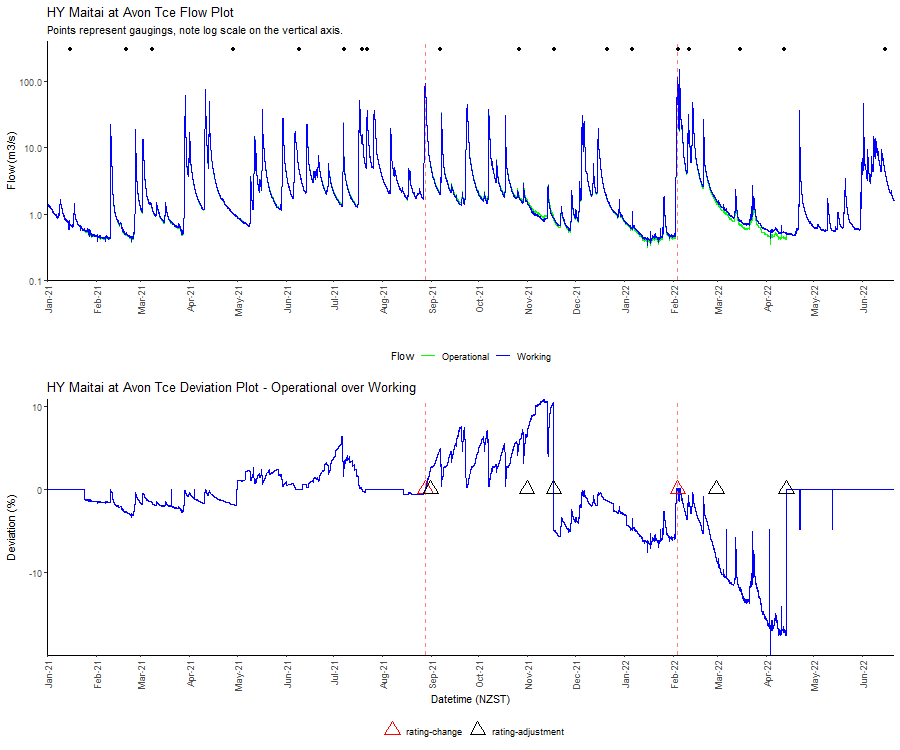 HY Maitai at Avon Tce Flow Plot
Points represent gaugings, note log scale on the vertical axis.
Flow (m3/s)
100.0
10.0
1.0
0.1
Jan-21 Feb-21 Mar-21 Apr-21 May-21 Jun-21 Jul-21 Aug-21 Sep-21 Oct-21 Nov-21 Dec-21 Jan-22 Feb-22 Mar-22 Apr-22 May-22 Jun-22
Flow Operational Working
HY Maitai at Avon Tce Deviation Plot - Operational over Working
Deviation (%)
10
0
-10
Jan-21 Feb-21 Mar-21 Apr-21 May-21 Jun-21 Jul-21 Aug-21 Sep-21 Oct-21 Nov-21 Dec-21 Jan-22 Feb-22 Mar-22 Apr-22 May-22 Jun-22
Datetime (NZST)
rating-change rating-adjustment